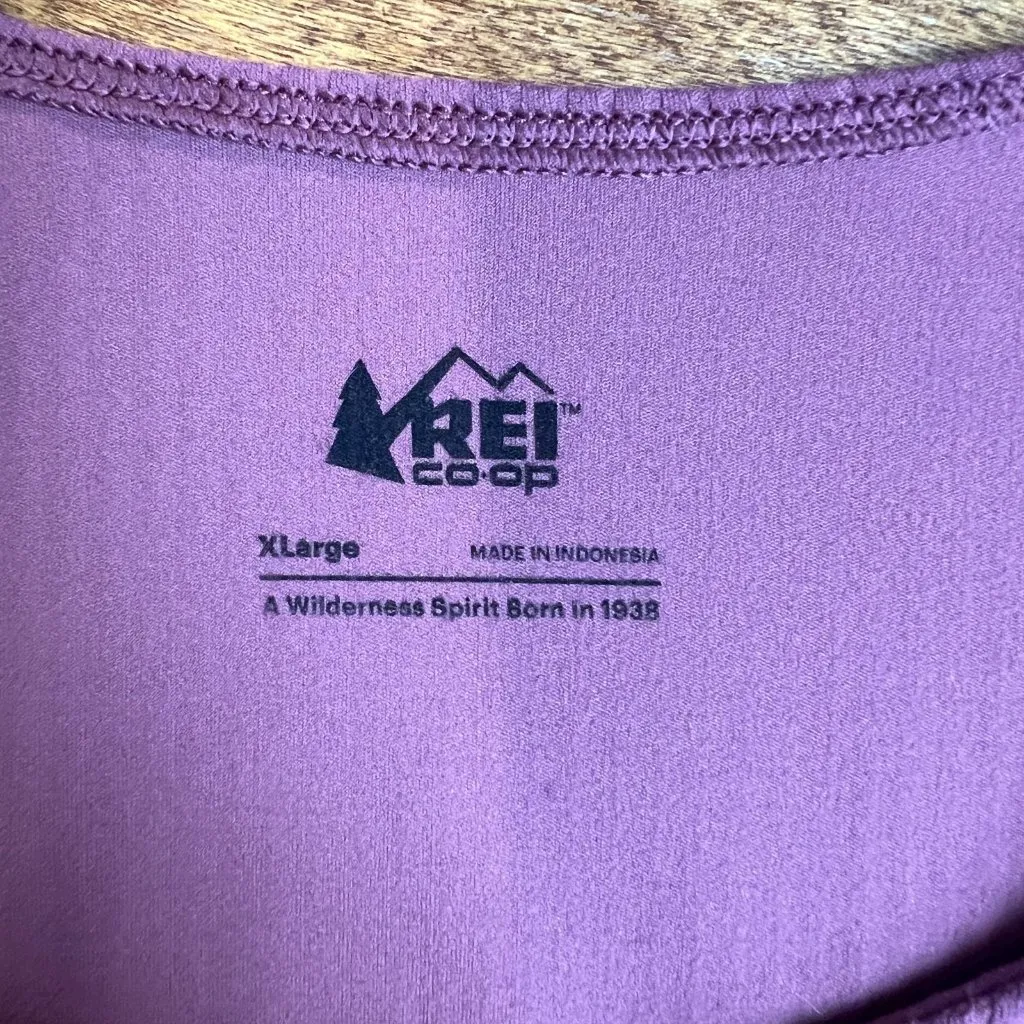 REI™
co·op
XLarge MADE IN INDONESIA
A Wilderness Spirit Born in 1938